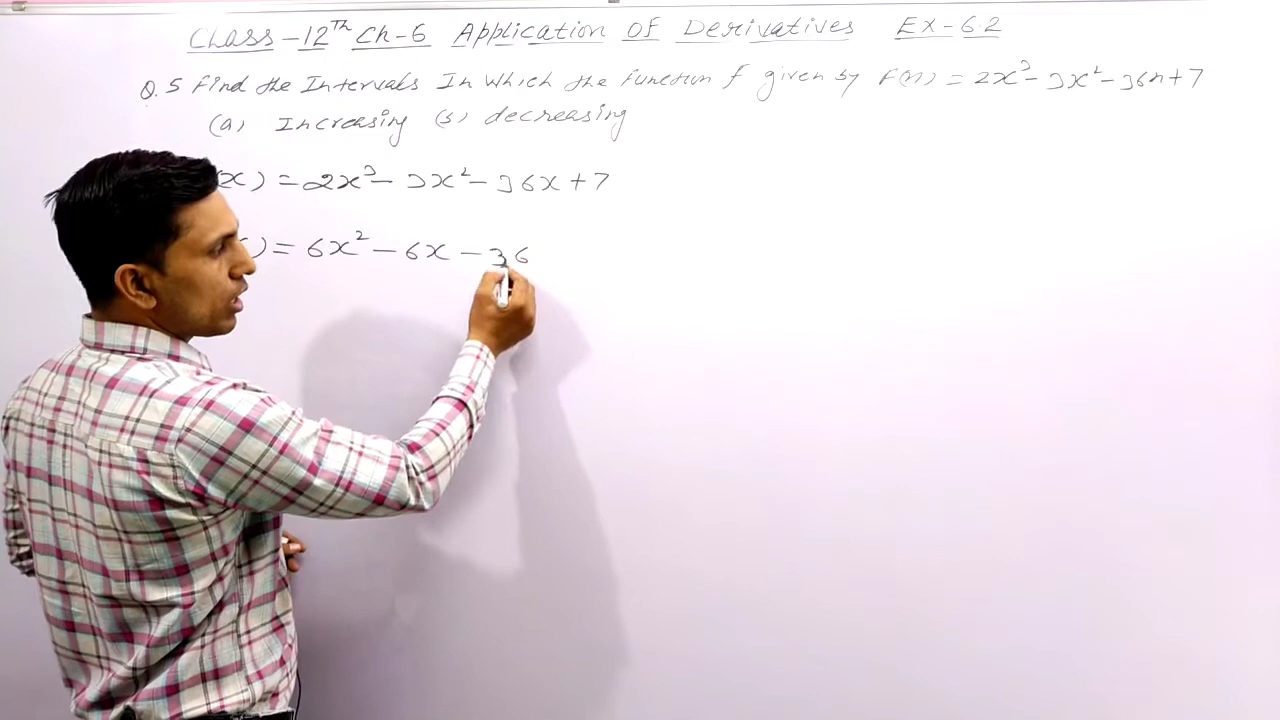 Class-12th Ch-6 Application of Derivatives Ex-6.2
Q.5 Find the Intervals In which the function f given by F(x) = 2x³ - 3x² - 36x + 7
(a) Increasing (b) decreasing
x) = 2x³ - 3x² - 36x + 7
) = 6x² - 6x - 36